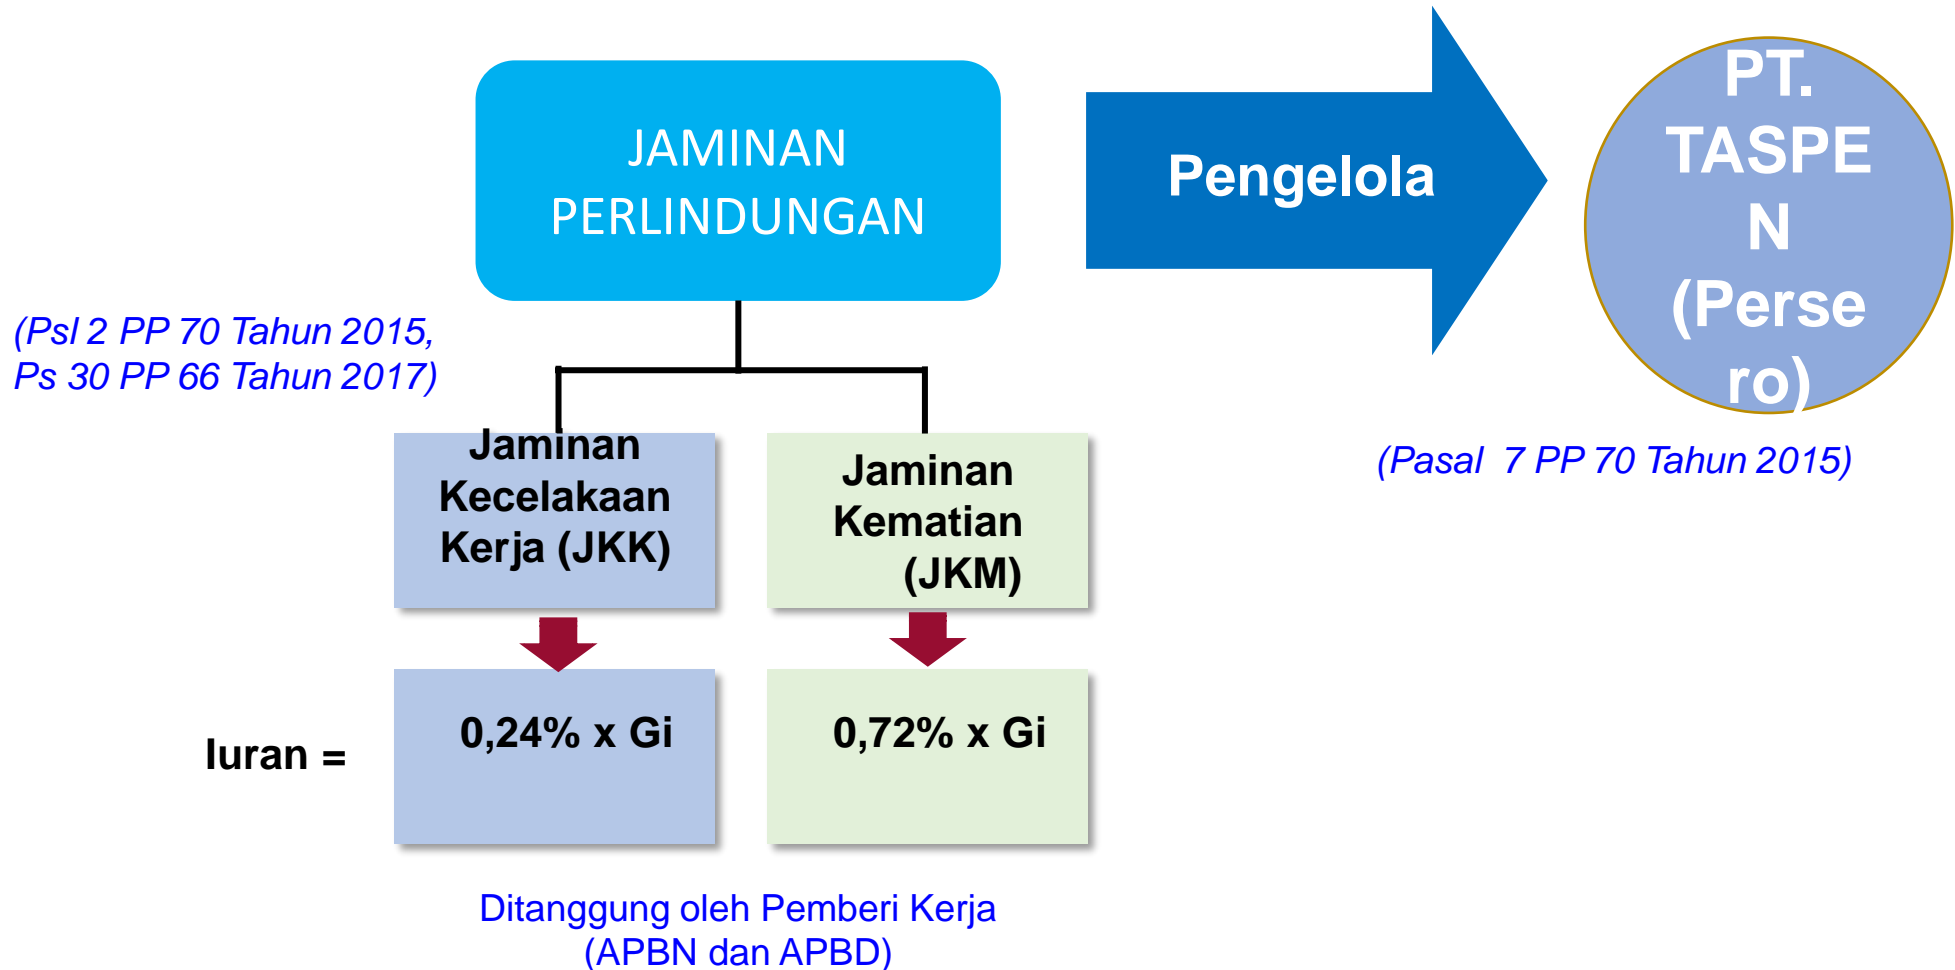 JAMINAN
PERLINDUNGAN
Pengelola
PT.
TASPE
N
(Perse
ro)
(Psl 2 PP 70 Tahun 2015,
Ps 30 PP 66 Tahun 2017)
(Pasal 7 PP 70 Tahun 2015)
Jaminan
Kecelakaan
Kerja (JKK)
Jaminan
Kematian
(JKM)
Iuran =
0,24% x Gi
0,72% x Gi
Ditanggung oleh Pemberi Kerja
(APBN dan APBD)